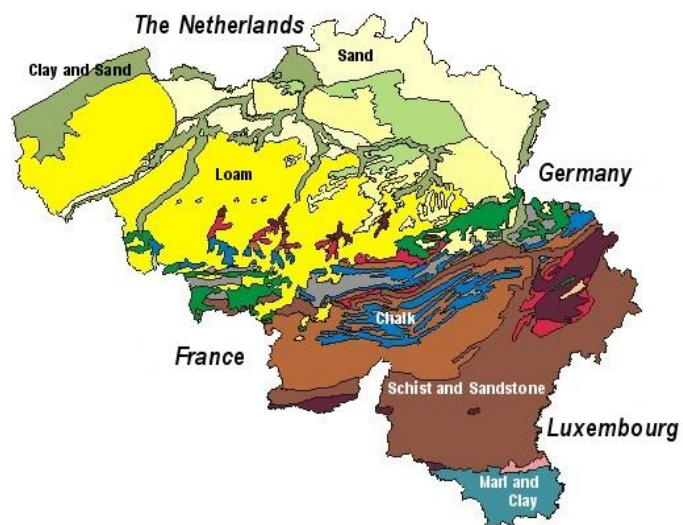 The Netherlands
Sand
Clay and Sand
Loam
Germany
Chalk
France
Schist and Sandstone
Luxembourg
Marl and
Clay